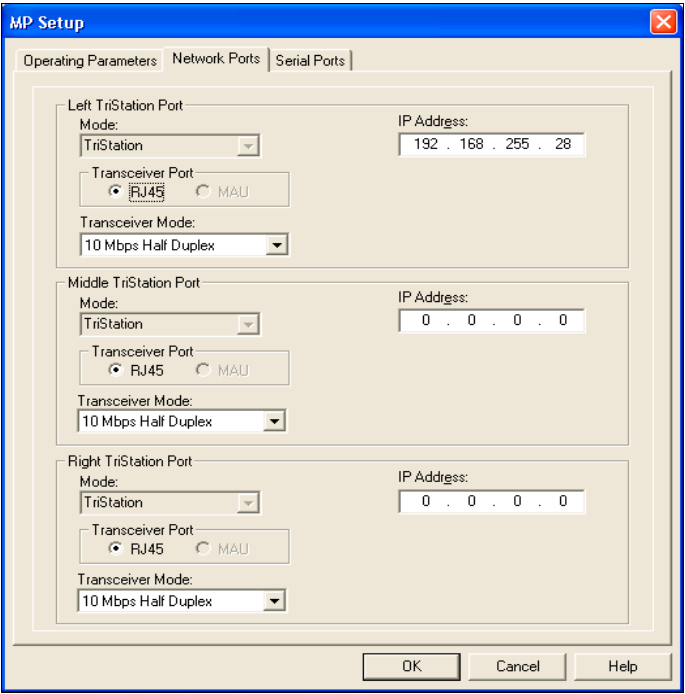 MP Setup
Operating Parameters Network Ports Serial Ports
Left TriStation Port
Mode:
TriStation
IP Address:
192 . 168 . 255 . 28
Transceiver Port
RJ45 MAU
Transceiver Mode:
10 Mbps Half Duplex
Middle TriStation Port
Mode:
TriStation
IP Address:
0 . 0 . 0 . 0
Transceiver Port
RJ45 MAU
Transceiver Mode:
10 Mbps Half Duplex
Right TriStation Port
Mode:
TriStation
IP Address:
0 . 0 . 0 . 0
Transceiver Port
RJ45 MAU
Transceiver Mode:
10 Mbps Half Duplex
OK Cancel Help